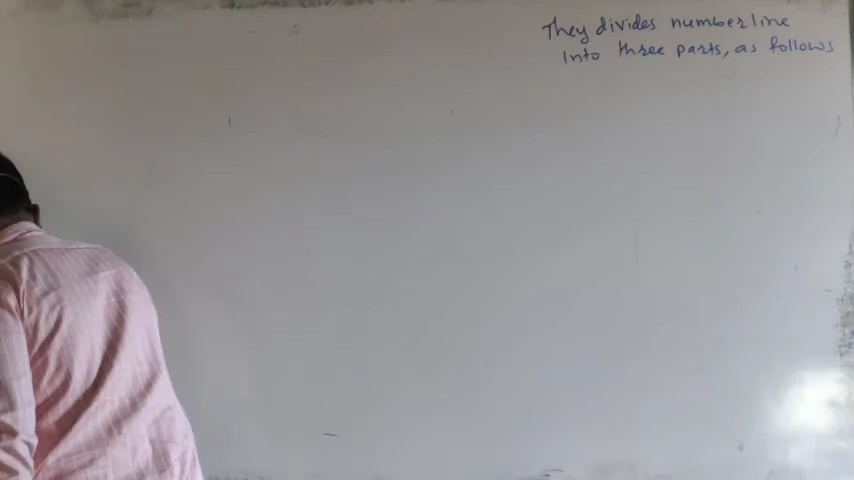 They divides number line
into three parts, as follows